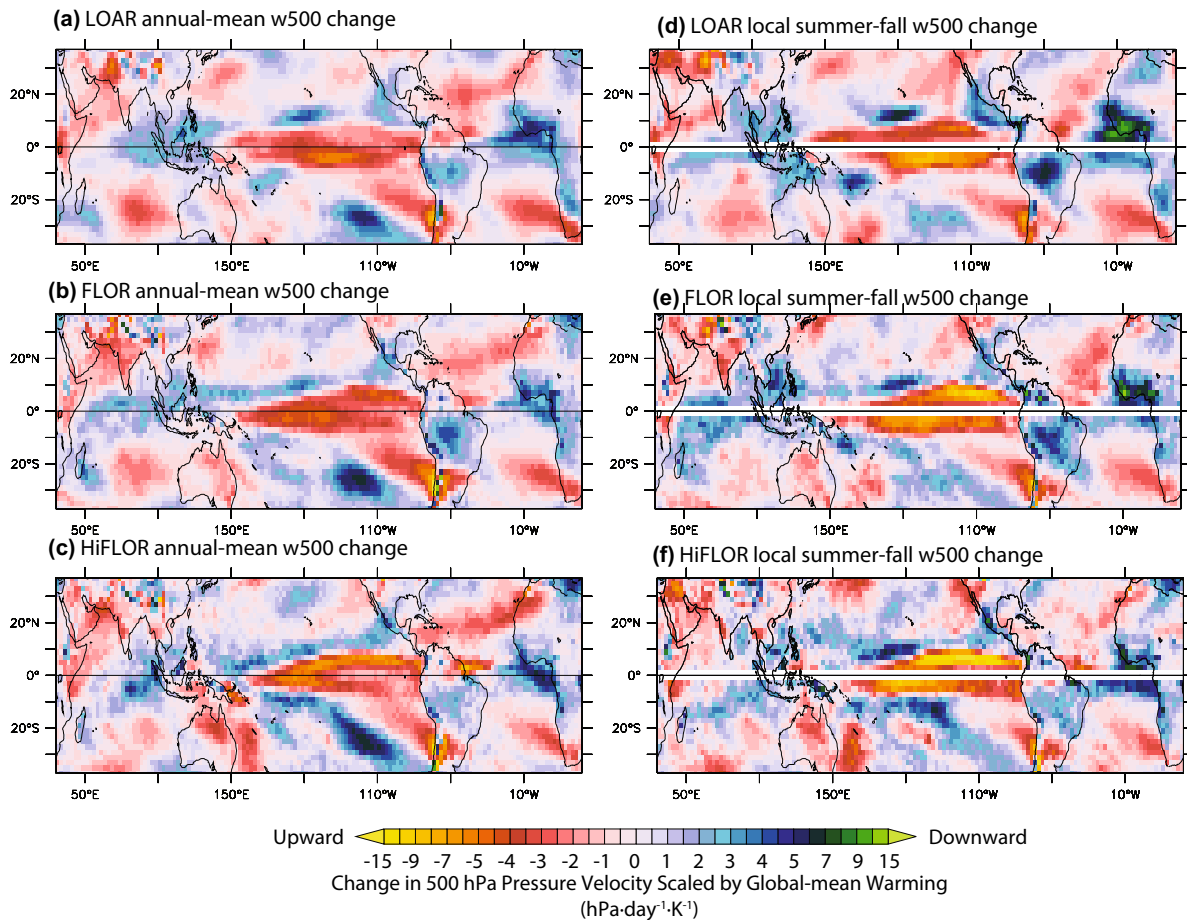 (a) LOAR annual-mean w500 change
20°N
0°
20°S
50°E 150°E 110°W 10°W
(d) LOAR local summer-fall w500 change
20°N
0°
20°S
50°E 150°E 110°W 10°W
(b) FLOR annual-mean w500 change
20°N
0°
20°S
50°E 150°E 110°W 10°W
(e) FLOR local summer-fall w500 change
20°N
0°
20°S
50°E 150°E 110°W 10°W
(c) HiFLOR annual-mean w500 change
20°N
0°
20°S
50°E 150°E 110°W 10°W
(f) HiFLOR local summer-fall w500 change
20°N
0°
20°S
50°E 150°E 110°W 10°W
Upward Downward
-15 -9 -7 -5 -4 -3 -2 -1 0 1 2 3 4 5 7 9 15
Change in 500 hPa Pressure Velocity Scaled by Global-mean Warming
(hPa·day⁻¹·K⁻¹)